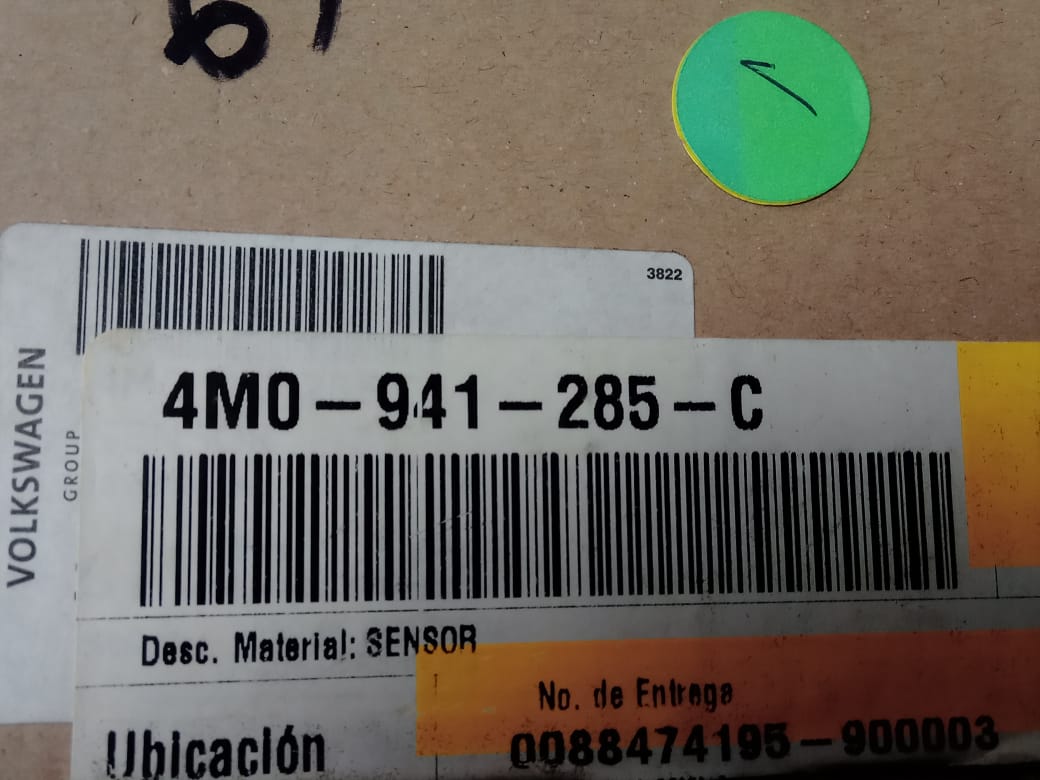 3822
VOLKSWAGEN
GROUP
4M0-941-285-C
Desc. Material: SENSOR
No. de Entrega
Ubicación
0088474195-900003